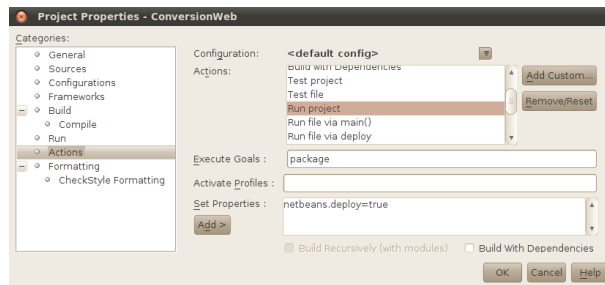 Project Properties - ConversionWeb
Categories:
General
Sources
Configurations
Frameworks
Build
Compile
Run
Actions
Formatting
CheckStyle Formatting
Configuration: <default config>
Actions:
Build with Dependencies
Test project
Test file
Run project
Run file via main()
Run file via deploy
Add Custom...
Remove/Reset
Execute Goals : package
Activate Profiles :
Set Properties : netbeans.deploy=true
Add >
Build Recursively (with modules) Build With Dependencies
OK Cancel Help